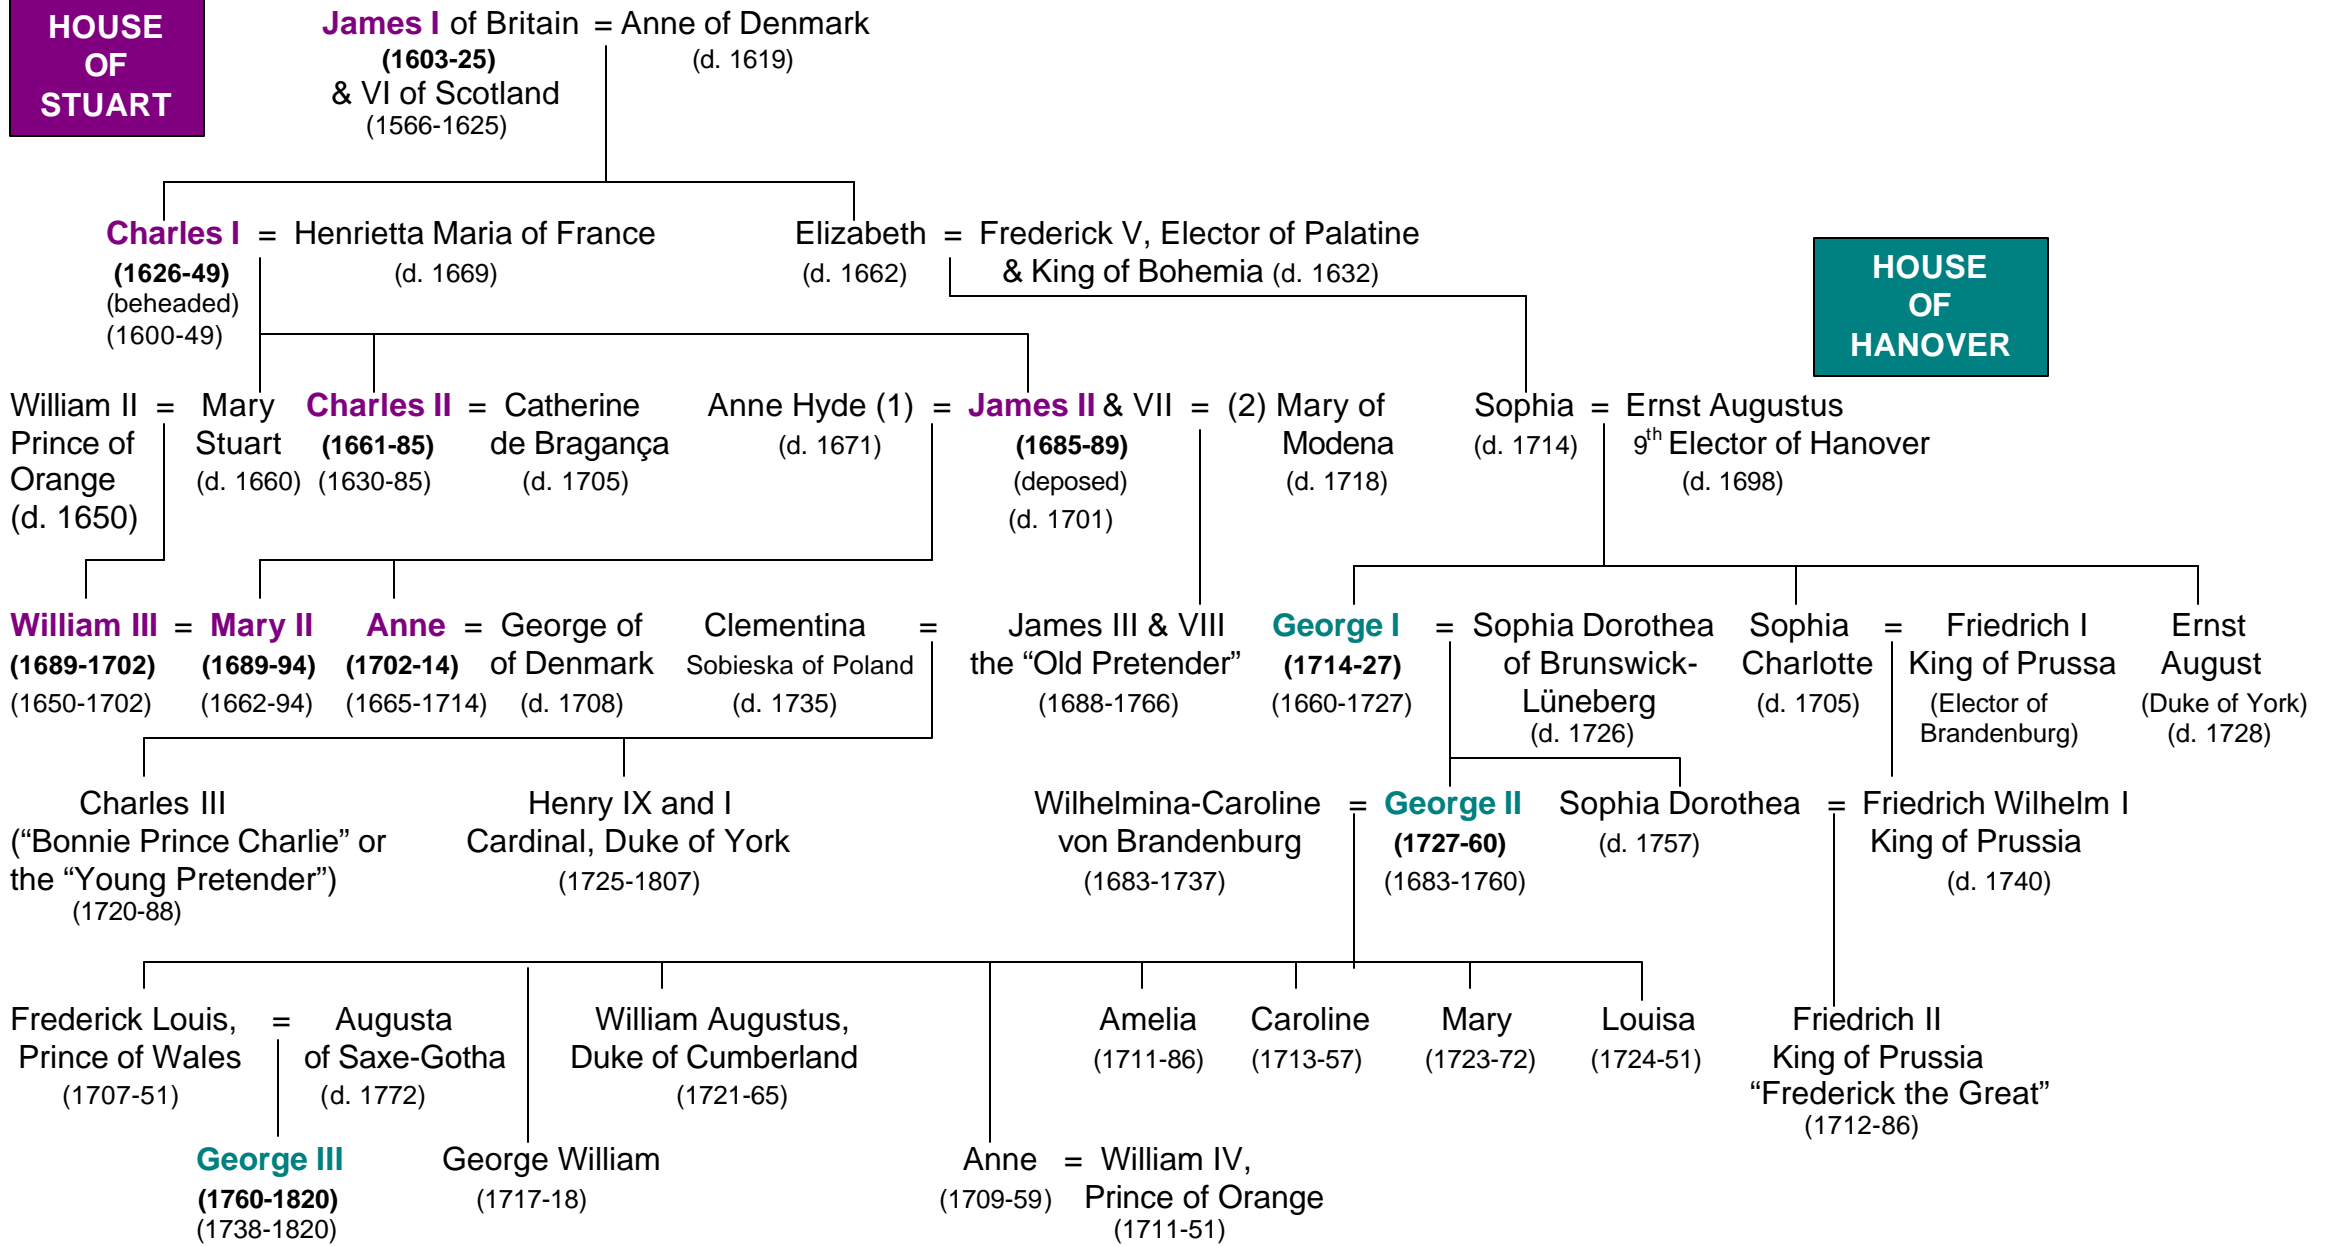 HOUSE
OF
STUART
James I of Britain = Anne of Denmark
(1603-25)
(d. 1619)
& VI of Scotland
(1566-1625)
Charles I = Henrietta Maria of France
(1626-49)
(d. 1669)
(beheaded)
(1600-49)
Elizabeth = Frederick V, Elector of Palatine
(d. 1662)
& King of Bohemia (d. 1632)
HOUSE
OF
HANOVER
William II =
Prince of
Orange
(d. 1650)
Mary
Stuart
(d. 1660)
Charles II =
(1661-85)
(1630-85)
Catherine
de Bragança
(d. 1705)
Anne Hyde (1) =
(d. 1671)
James II & VII =
(1685-89)
(deposed)
(d. 1701)
(2) Mary of
Modena
(d. 1718)
Sophia =
(d. 1714)
Ernst Augustus
9th Elector of Hanover
(d. 1698)
William III =
(1689-1702)
(1650-1702)
Mary II
(1689-94)
(1662-94)
Anne =
(1702-14)
(1665-1714)
George of
of Denmark
(d. 1708)
Clementina =
Sobieska of Poland
(d. 1735)
James III & VIII
the “Old Pretender”
(1688-1766)
George I =
(1714-27)
(1660-1727)
Sophia Dorothea
of Brunswick-
Lüneberg
(d. 1726)
Sophia =
Charlotte
(d. 1705)
Friedrich I
King of Prussa
(Elector of
Brandenburg)
Ernst
August
(Duke of York)
(d. 1728)
Charles III
(“Bonnie Prince Charlie” or
the “Young Pretender”)
(1720-88)
Henry IX and I
Cardinal, Duke of York
(1725-1807)
Wilhelmina-Caroline =
von Brandenburg
(1683-1737)
George II
(1727-60)
(1683-1760)
Sophia Dorothea =
(d. 1757)
Friedrich Wilhelm I
King of Prussia
(d. 1740)
Frederick Louis, =
Prince of Wales
(1707-51)
Augusta
of Saxe-Gotha
(d. 1772)
William Augustus,
Duke of Cumberland
(1721-65)
Amelia
(1711-86)
Caroline
(1713-57)
Mary
(1723-72)
Louisa
(1724-51)
Friedrich II
King of Prussia
“Frederick the Great”
(1712-86)
George III
(1760-1820)
(1738-1820)
George William
(1717-18)
Anne =
(1709-59)
William IV,
Prince of Orange
(1711-51)